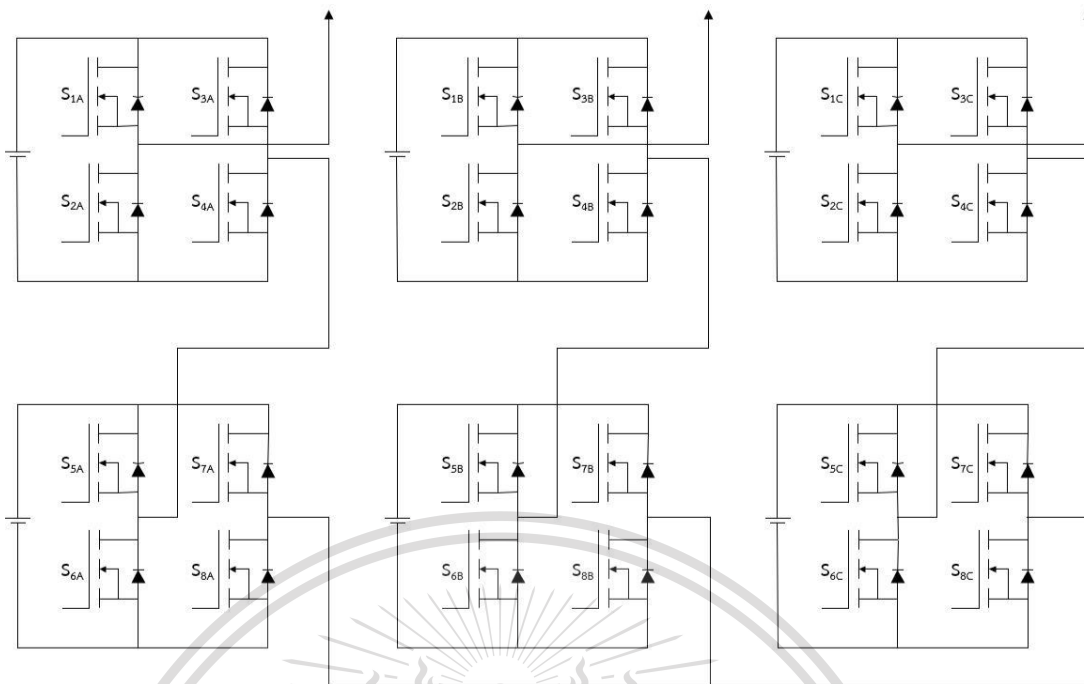 S1A S3A S1B S3B S1C S3C
S2A S4A S2B S4B S2C S4C
S5A S7A S5B S7B S5C S7C
S6A S8A S6B S8B S6C S8C